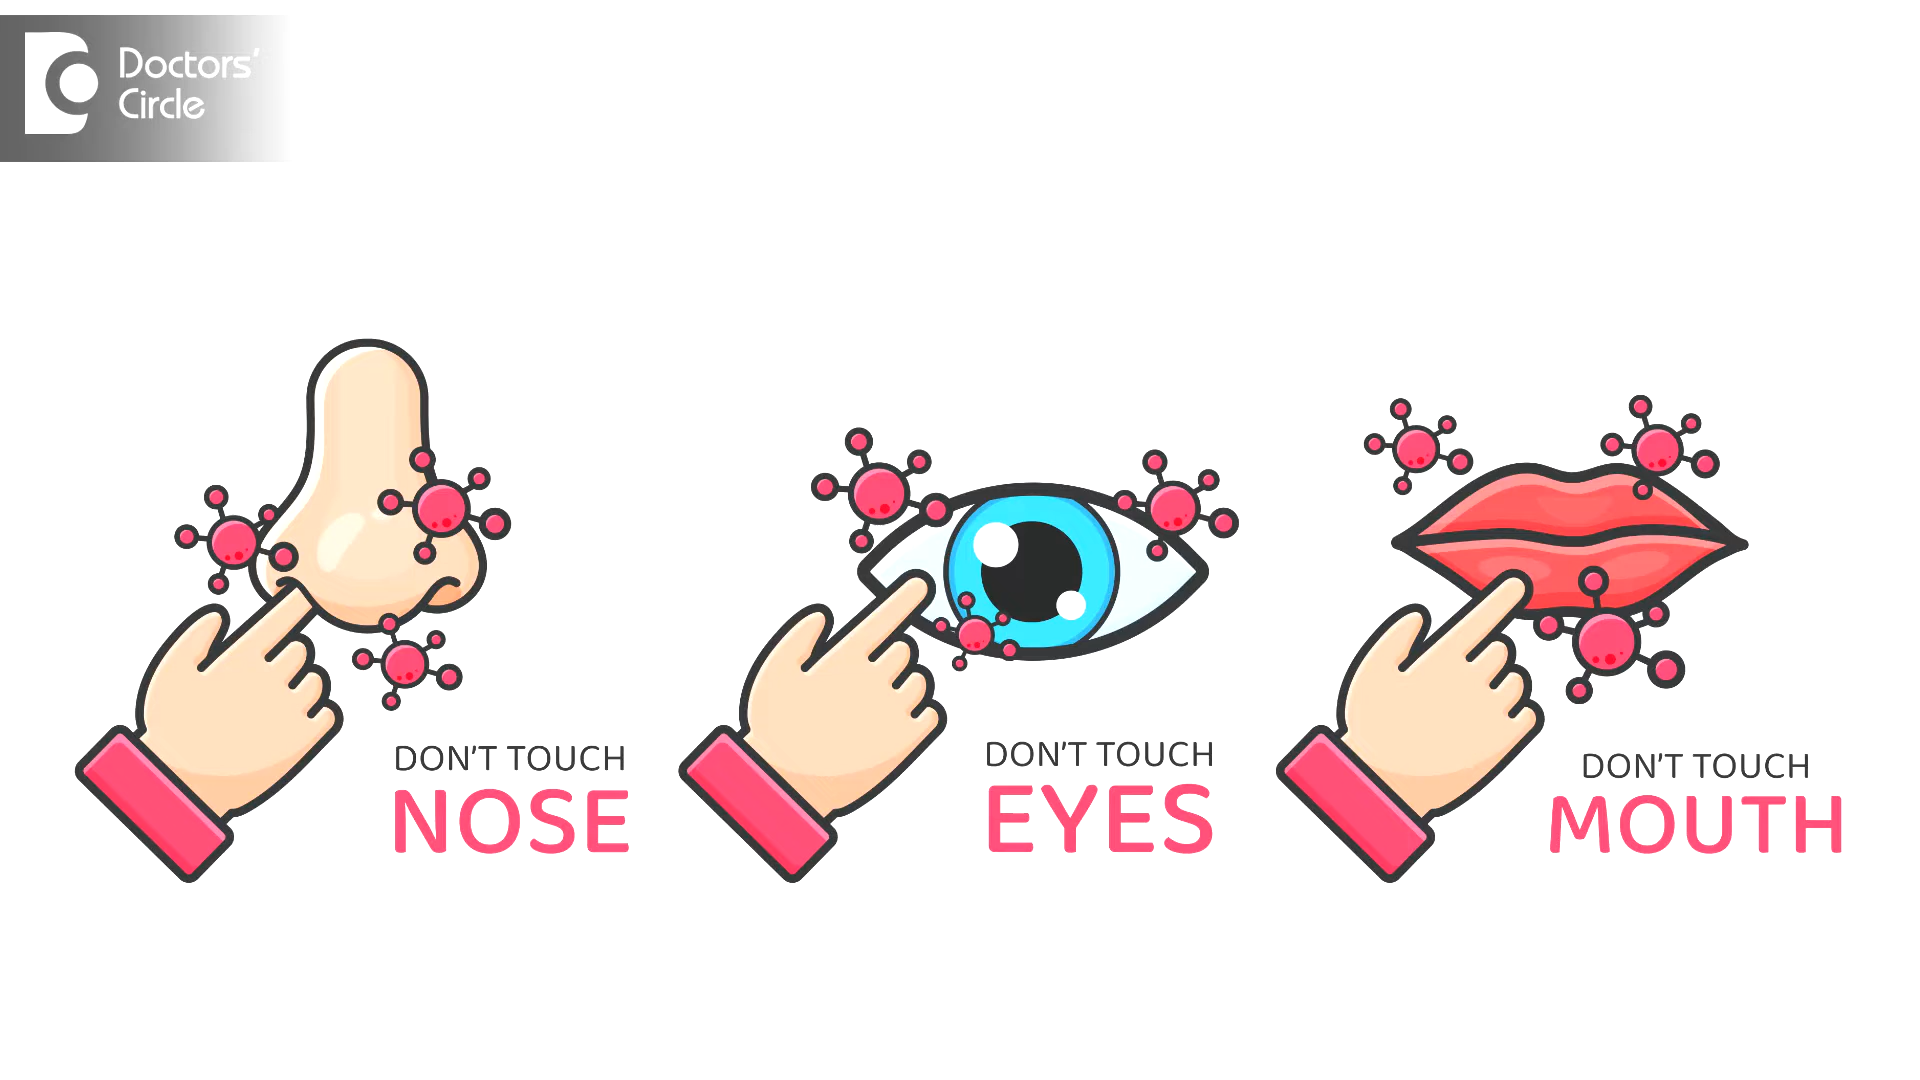 Doctors'
Circle
DON'T TOUCH
NOSE
DON'T TOUCH
EYES
DON'T TOUCH
MOUTH